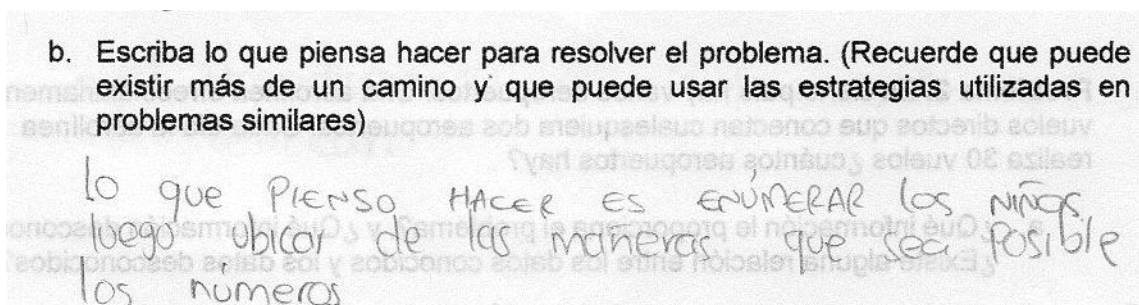 b. Escriba lo que piensa hacer para resolver el problema. (Recuerde que puede
existir más de un camino y que puede usar las estrategias utilizadas en
problemas similares)
lo que PIENSO HACER ES ENÚMERAR los NIÑOS
luego ubicar de las maneras que sea Posible
los números